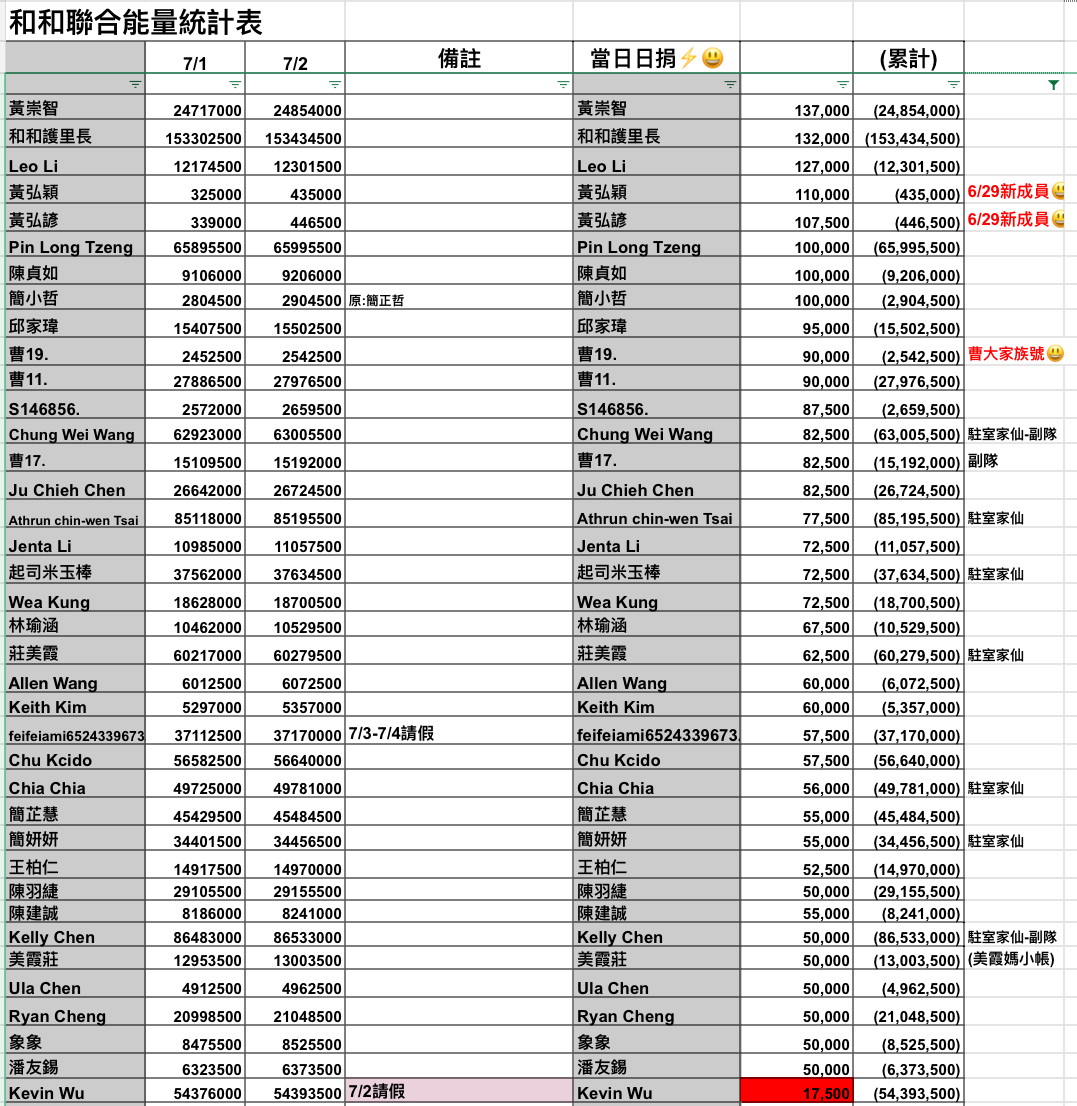 和和聯合能量統計表
7/1 7/2 備註 當日日捐⚡😃 (累計)
黃崇智 24717000 24854000 黃崇智 137,000 (24,854,000)
和和護里長 153302500 153434500 和和護里長 132,000 (153,434,500)
Leo Li 12174500 12301500 Leo Li 127,000 (12,301,500)
黃弘穎 325000 435000 黃弘穎 110,000 (435,000) 6/29新成員😃
黃弘諺 339000 446500 黃弘諺 107,500 (446,500) 6/29新成員😃
Pin Long Tzeng 65895500 65995500 Pin Long Tzeng 100,000 (65,995,500)
陳貞如 9106000 9206000 陳貞如 100,000 (9,206,000)
簡小哲 2804500 2904500 原:簡正哲 簡小哲 100,000 (2,904,500)
邱家瑋 15407500 15502500 邱家瑋 95,000 (15,502,500)
曹19. 2452500 2542500 曹19. 90,000 (2,542,500) 曹大家族號😃
曹11. 27886500 27976500 曹11. 90,000 (27,976,500)
S146856. 2572000 2659500 S146856. 87,500 (2,659,500)
Chung Wei Wang 62923000 63005500 Chung Wei Wang 82,500 (63,005,500) 駐室家仙-副隊
曹17. 15109500 15192000 曹17. 82,500 (15,192,000) 副隊
Ju Chieh Chen 26642000 26724500 Ju Chieh Chen 82,500 (26,724,500)
Athrun chin-wen Tsai 85118000 85195500 Athrun chin-wen Tsai 77,500 (85,195,500) 駐室家仙
Jenta Li 10985000 11057500 Jenta Li 72,500 (11,057,500)
起司米玉棒 37562000 37634500 起司米玉棒 72,500 (37,634,500) 駐室家仙
Wea Kung 18628000 18700500 Wea Kung 72,500 (18,700,500)
林瑜涵 10462000 10529500 林瑜涵 67,500 (10,529,500)
莊美霞 60217000 60279500 莊美霞 62,500 (60,279,500) 駐室家仙
Allen Wang 6012500 6072500 Allen Wang 60,000 (6,072,500)
Keith Kim 5297000 5357000 Keith Kim 60,000 (5,357,000)
feifeiami6524339673 37112500 37170000 7/3-7/4請假 feifeiami6524339673. 57,500 (37,170,000)
Chu Kcido 56582500 56640000 Chu Kcido 57,500 (56,640,000)
Chia Chia 49725000 49781000 Chia Chia 56,000 (49,781,000) 駐室家仙
簡芷慧 45429500 45484500 簡芷慧 55,000 (45,484,500)
簡妍妍 34401500 34456500 簡妍妍 55,000 (34,456,500) 駐室家仙
王柏仁 14917500 14970000 王柏仁 52,500 (14,970,000)
陳羽緁 29105500 29155500 陳羽緁 50,000 (29,155,500)
陳建誠 8186000 8241000 陳建誠 55,000 (8,241,000)
Kelly Chen 86483000 86533000 Kelly Chen 50,000 (86,533,000) 駐室家仙-副隊
美霞莊 12953500 13003500 美霞莊 50,000 (13,003,500) (美霞媽小帳)
Ula Chen 4912500 4962500 Ula Chen 50,000 (4,962,500)
Ryan Cheng 20998500 21048500 Ryan Cheng 50,000 (21,048,500)
象象 8475500 8525500 象象 50,000 (8,525,500)
潘友錫 6323500 6373500 潘友錫 50,000 (6,373,500)
Kevin Wu 54376000 54393500 7/2請假 Kevin Wu 17,500 (54,393,500)